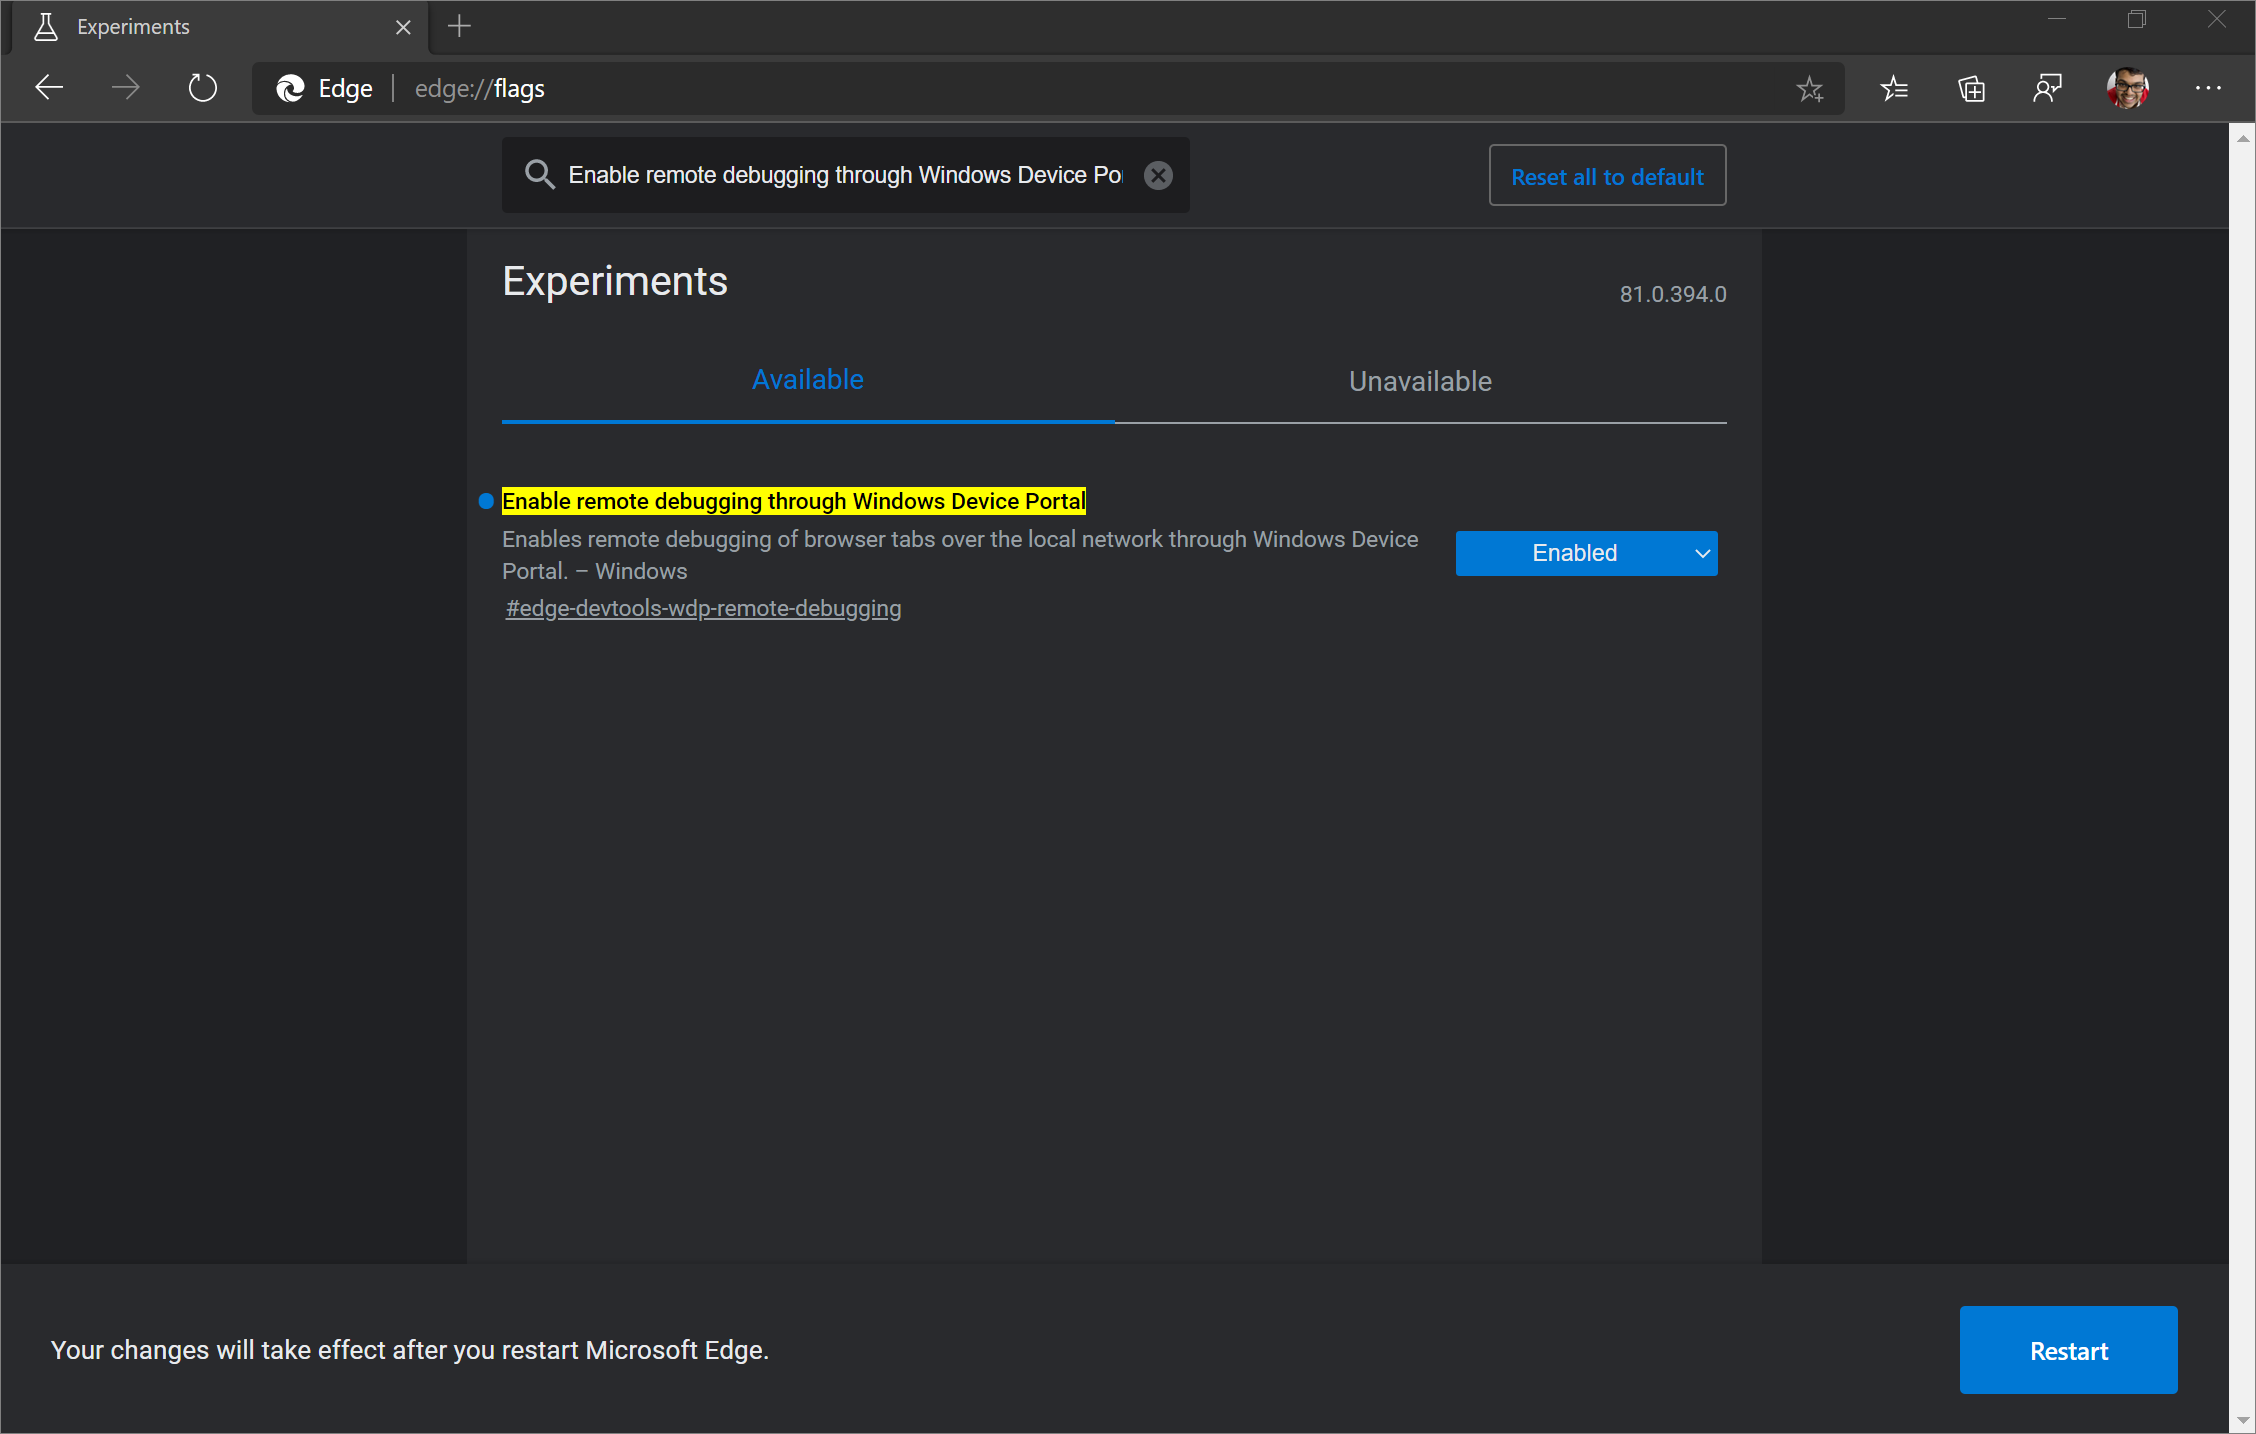 Experiments
Edge
edge://flags
Enable remote debugging through Windows Device Po
Reset all to default
Experiments
81.0.394.0
Available
Unavailable
Enable remote debugging through Windows Device Portal
Enables remote debugging of browser tabs over the local network through Windows Device
Portal. – Windows
Enabled
#edge-devtools-wdp-remote-debugging
Your changes will take effect after you restart Microsoft Edge.
Restart